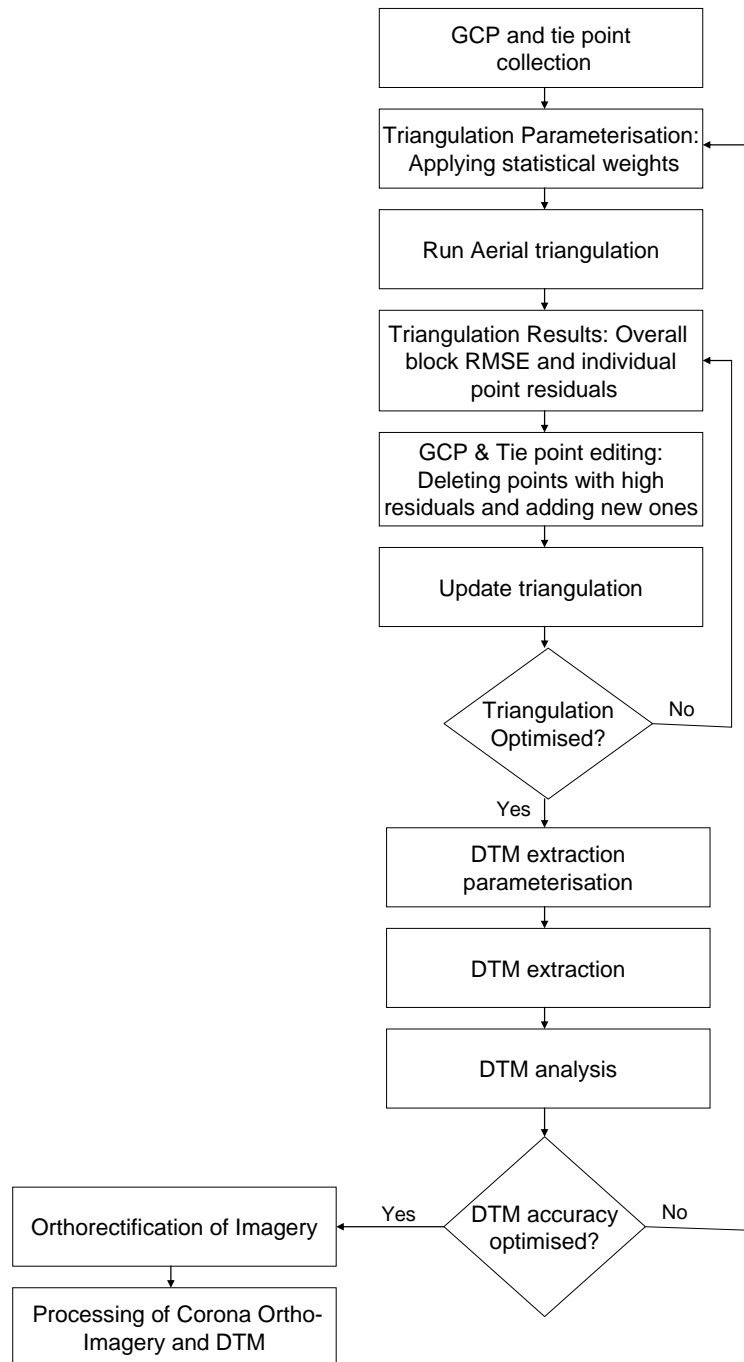 GCP and tie point
collection
Triangulation Parameterisation:
Applying statistical weights
Run Aerial triangulation
Triangulation Results: Overall
block RMSE and individual
point residuals
GCP & Tie point editing:
Deleting points with high
residuals and adding new ones
Update triangulation
Triangulation
Optimised?
No
Yes
DTM extraction
parameterisation
DTM extraction
DTM analysis
DTM accuracy
optimised?
No
Yes
Orthorectification of Imagery
Processing of Corona Ortho-
Imagery and DTM